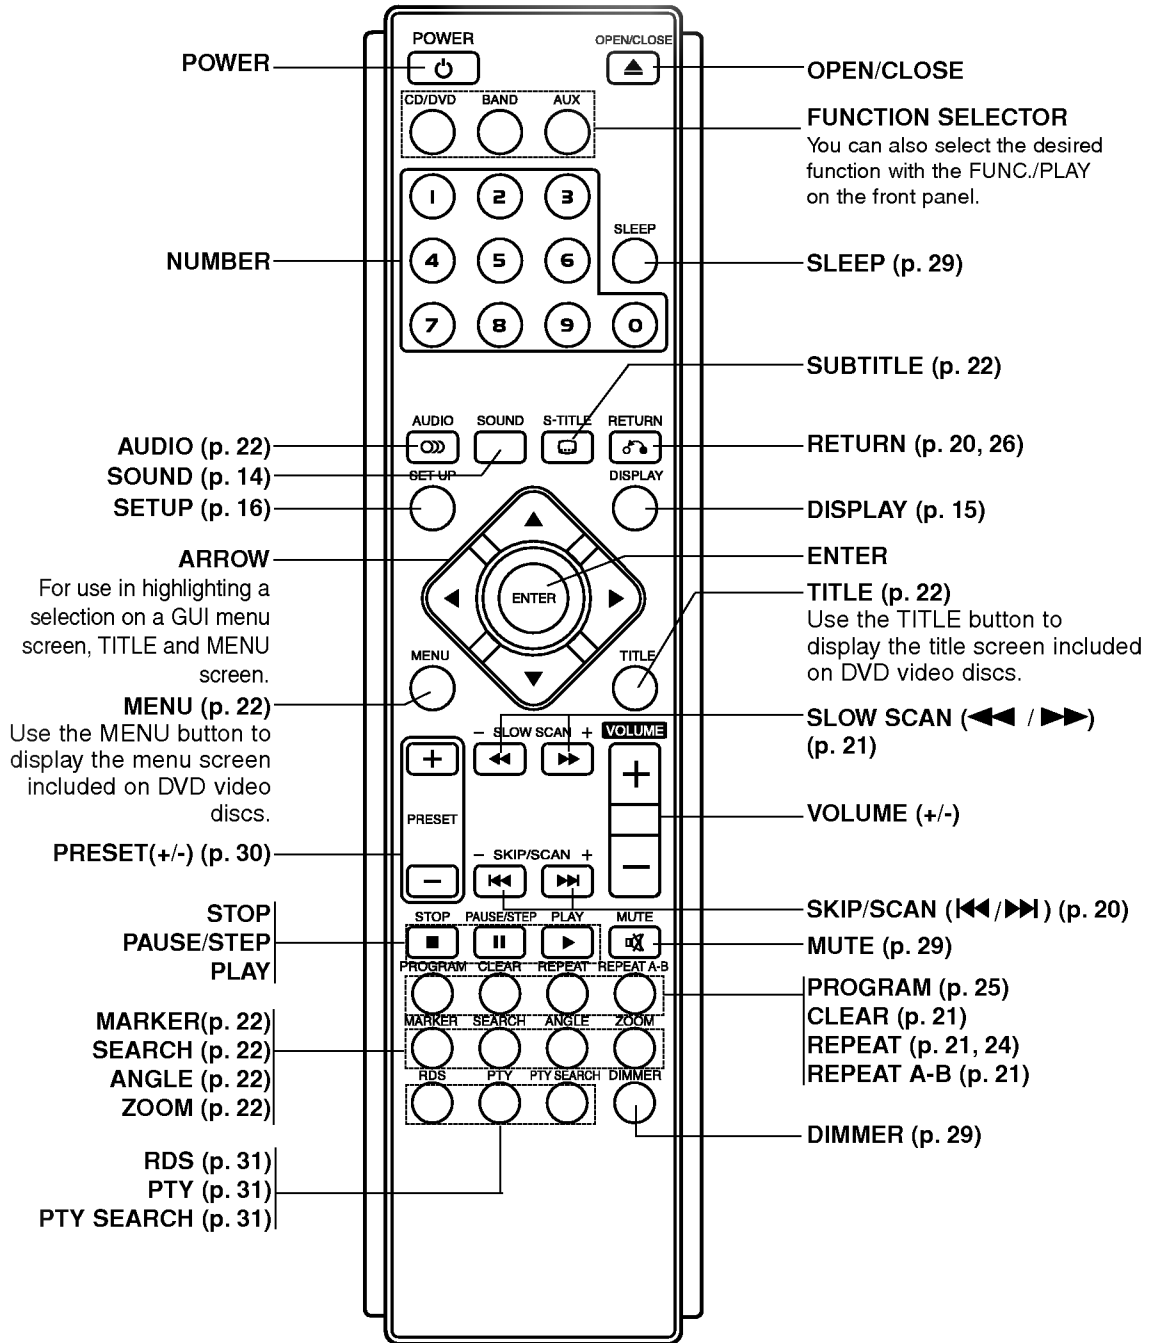 POWER
OPEN/CLOSE
FUNCTION SELECTOR
You can also select the desired
function with the FUNC./PLAY
on the front panel.
NUMBER
SLEEP (p. 29)
SUBTITLE (p. 22)
AUDIO (p. 22)
SOUND (p. 14)
SETUP (p. 16)
RETURN (p. 20, 26)
DISPLAY (p. 15)
ARROW
For use in highlighting a
selection on a GUI menu
screen, TITLE and MENU
screen.
MENU (p. 22)
Use the MENU button to
display the menu screen
included on DVD video
discs.
ENTER
TITLE (p. 22)
Use the TITLE button to
display the title screen included
on DVD video discs.
SLOW SCAN (◀◀ / ▶▶)
(p. 21)
VOLUME (+/-)
PRESET(+/-) (p. 30)
STOP
PAUSE/STEP
PLAY
SKIP/SCAN (|◀◀/▶▶|) (p. 20)
MUTE (p. 29)
MARKER(p. 22)
SEARCH (p. 22)
ANGLE (p. 22)
ZOOM (p. 22)
PROGRAM (p. 25)
CLEAR (p. 21)
REPEAT (p. 21, 24)
REPEAT A-B (p. 21)
DIMMER (p. 29)
RDS (p. 31)
PTY (p. 31)
PTY SEARCH (p. 31)
POWER OPEN/CLOSE
CD/DVD BAND AUX
1 2 3
SLEEP
4 5 6
7 8 9 0
AUDIO SOUND S-TITLE RETURN
SET UP DISPLAY
ENTER
MENU TITLE
- SLOW SCAN + VOLUME
+ +
PRESET
- SKIP/SCAN +
- -
STOP PAUSE/STEP PLAY MUTE
PROGRAM CLEAR REPEAT REPEAT A-B
MARKER SEARCH ANGLE ZOOM
RDS PTY PTY SEARCH DIMMER